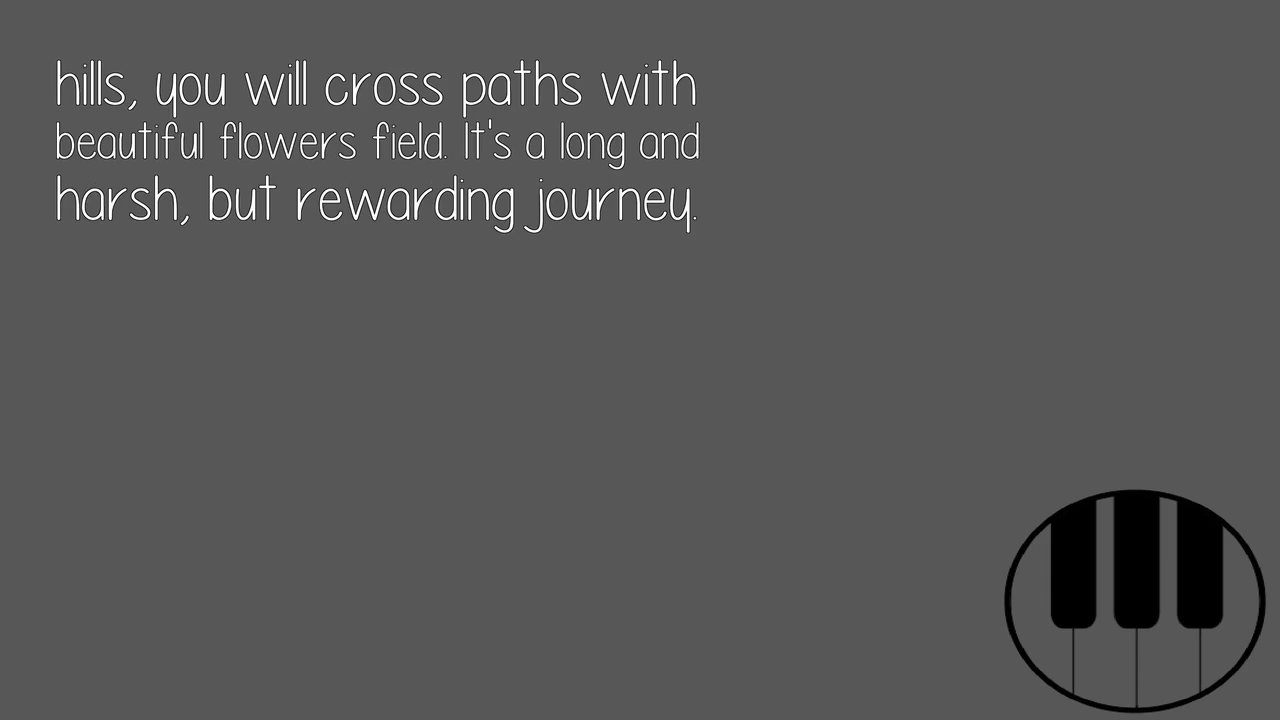 hills, you will cross paths with
beautiful flowers field. It's a long and
harsh, but rewarding journey.